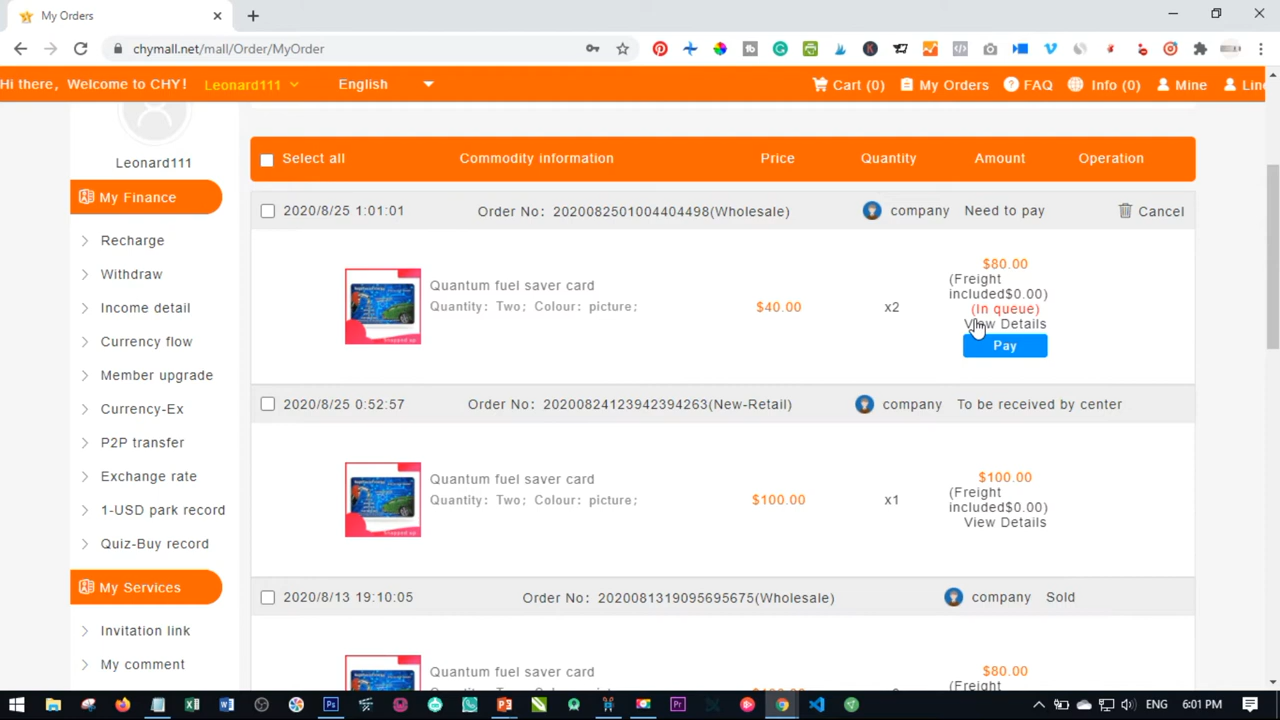 My Orders
chymall.net/mall/Order/MyOrder
Hi there, Welcome to CHY! Leonard111 English Cart (0) My Orders FAQ Info (0) Mine Line
Leonard111
My Finance
Recharge
Withdraw
Income detail
Currency flow
Member upgrade
Currency-Ex
P2P transfer
Exchange rate
1-USD park record
Quiz-Buy record
My Services
Invitation link
My comment
Select all Commodity information Price Quantity Amount Operation
2020/8/25 1:01:01 Order No: 2020082501004404498(Wholesale) company Need to pay Cancel
Quantum fuel saver card
Quantity: Two; Colour: picture;
$40.00 x2
$80.00
(Freight
included$0.00)
(In queue)
View Details
Pay
2020/8/25 0:52:57 Order No: 20200824123942394263(New-Retail) company To be received by center
Quantum fuel saver card
Quantity: Two; Colour: picture;
$100.00 x1
$100.00
(Freight
included$0.00)
View Details
2020/8/13 19:10:05 Order No: 2020081319095695675(Wholesale) company Sold
Quantum fuel saver card
$80.00
(Freight
ENG 6:01 PM